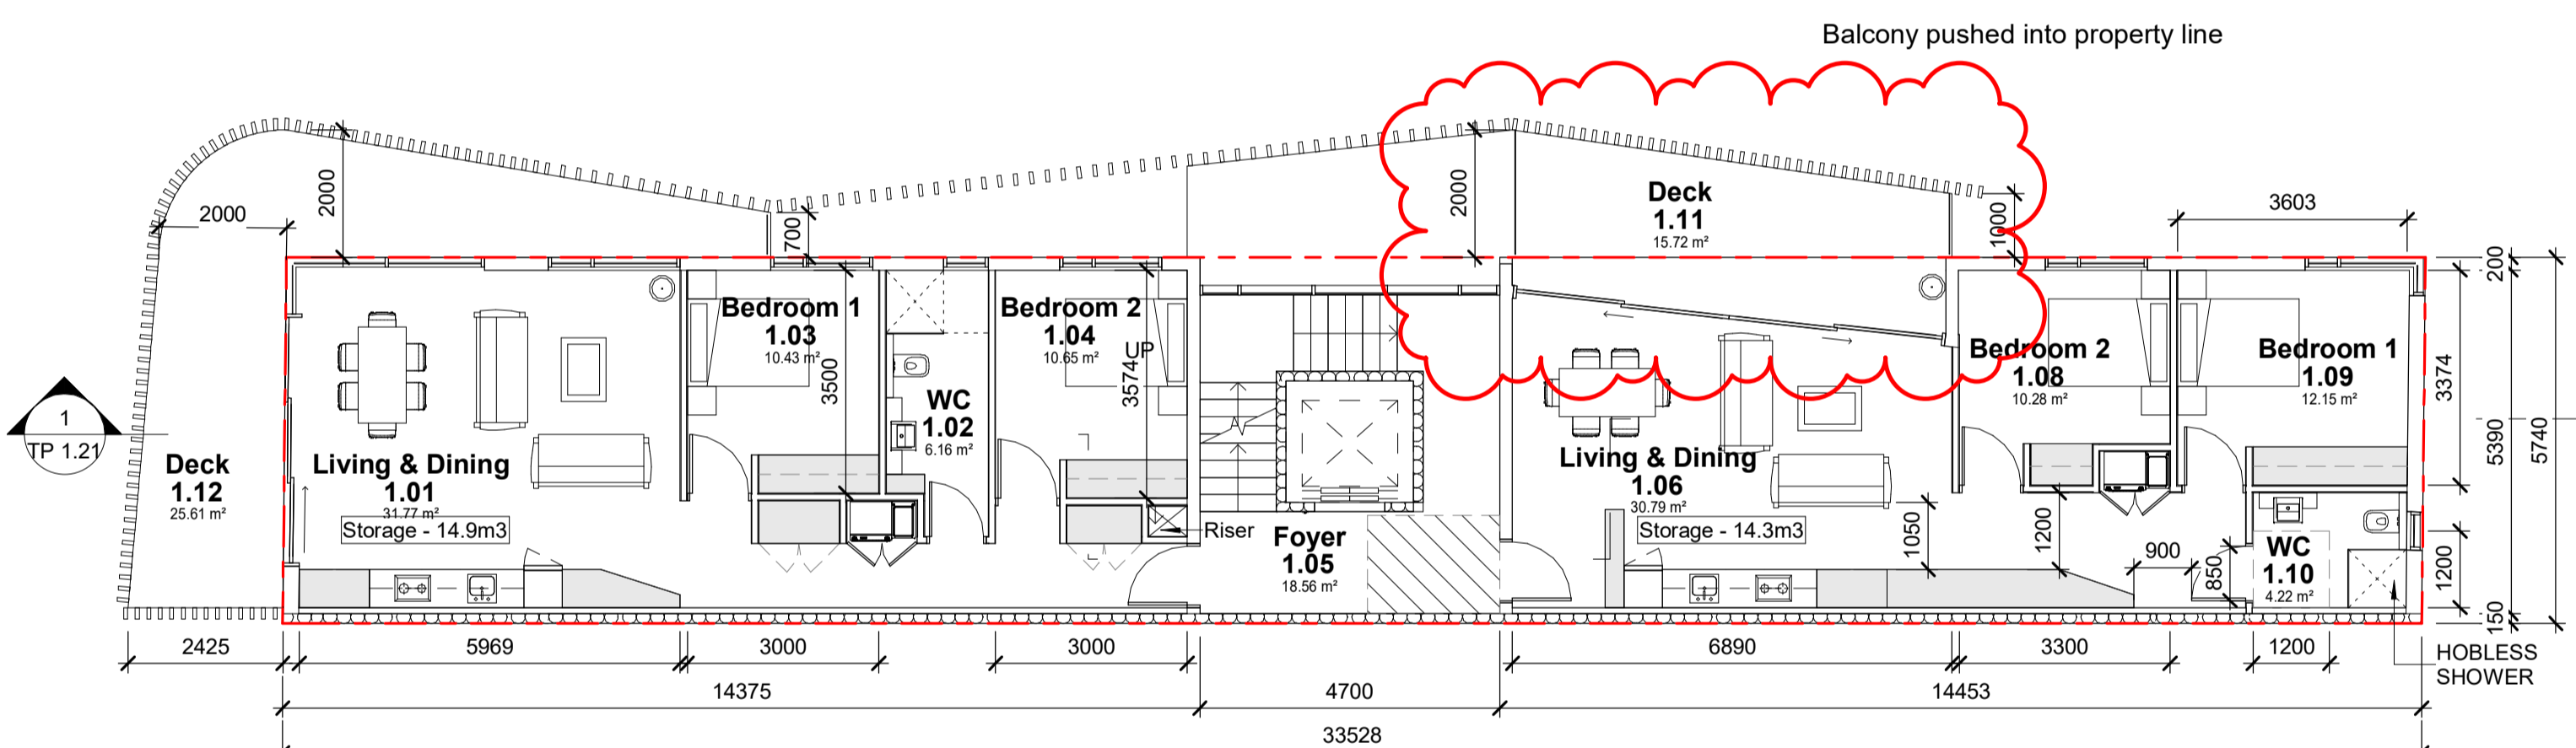 Balcony pushed into property line
2000
2000
700
2000
Deck
1.11
15.72 m²
1000
3603
200
Bedroom 1
1.03
10.43 m²
3500
Bedroom 2
1.04
10.65 m²
UP
3574
WC
1.02
6.16 m²
Bedroom 2
1.08
10.28 m²
Bedroom 1
1.09
12.15 m²
3374
5390
5740
1
TP 1.21
Deck
1.12
25.61 m²
Living & Dining
1.01
31.77 m²
Storage - 14.9m3
Riser
Foyer
1.05
18.56 m²
Living & Dining
1.06
30.79 m²
Storage - 14.3m3
1050
1200
900
850
WC
1.10
4.22 m²
1200
150
2425
5969
3000
3000
6890
3300
1200
HOBLESS
SHOWER
14375
4700
14453
33528